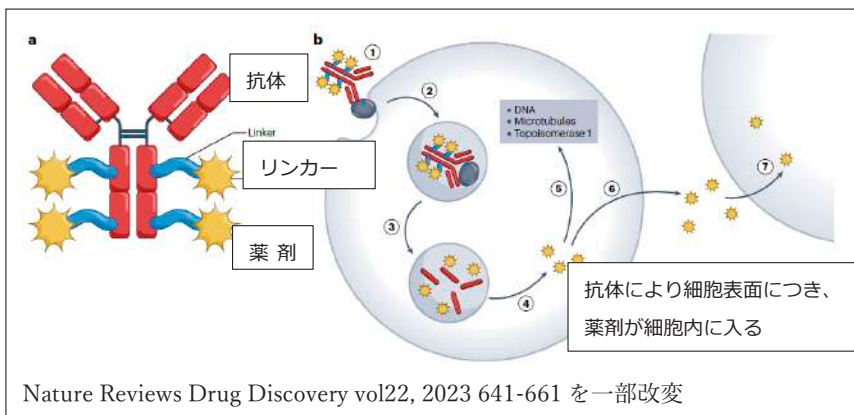 a
抗体
Linker
リンカー
薬 剤
b
①
②
• DNA
• Microtubules
• Topoisomerase 1
③
④
⑤
⑥
⑦
抗体により細胞表面につき、
薬剤が細胞内に入る
Nature Reviews Drug Discovery vol22, 2023 641-661 を一部改変